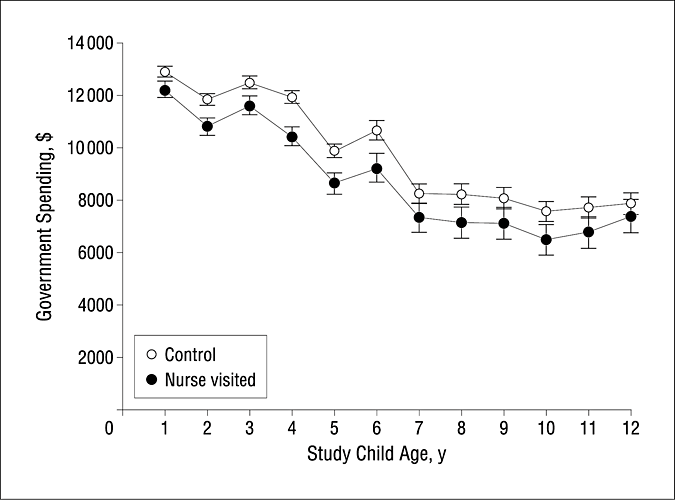 Government Spending, $
14 000
12 000
10 000
8000
6000
4000
2000
0
Control
Nurse visited
1 2 3 4 5 6 7 8 9 10 11 12
Study Child Age, y